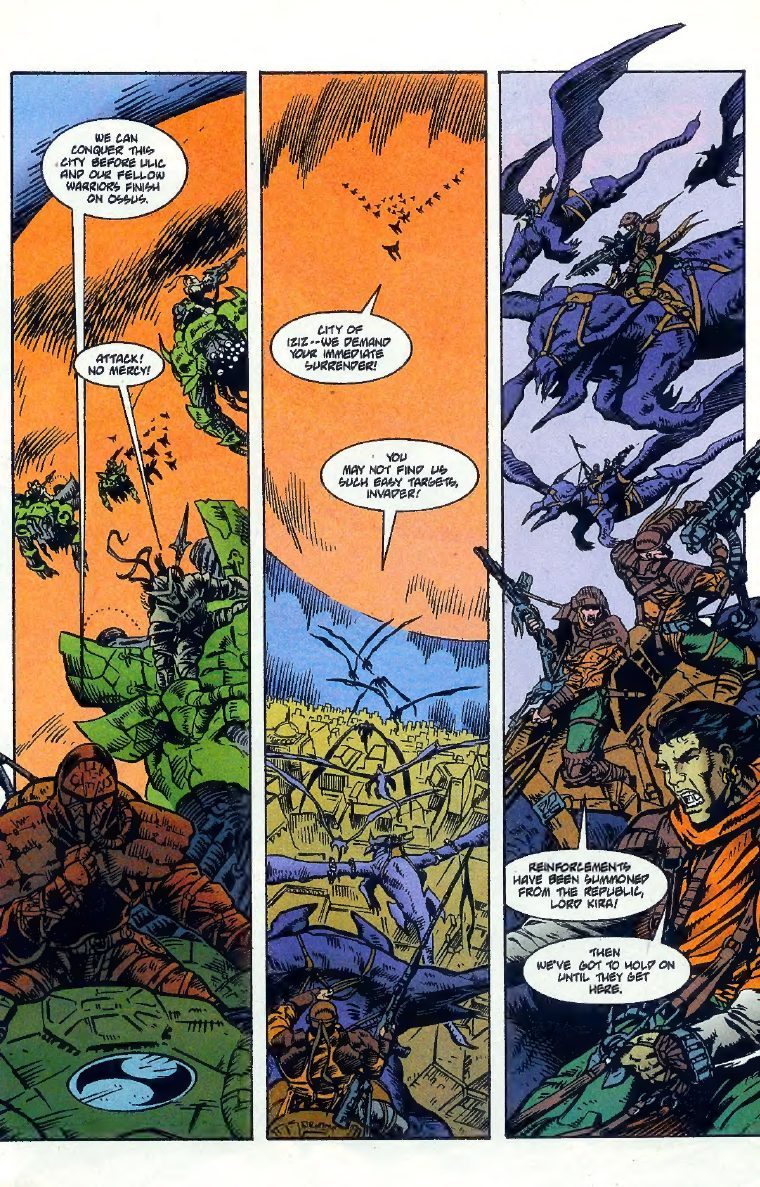 WE CAN
CONQUER THIS
CITY BEFORE ULIC
AND OUR FELLOW
WARRIORS FINISH
ON OSSUS.
ATTACK!
NO MERCY!
CITY OF
IZIZ--WE DEMAND
YOUR IMMEDIATE
SURRENDER!
YOU
MAY NOT FIND US
SUCH EASY TARGETS,
INVADER!
REINFORCEMENTS
HAVE BEEN SUMMONED
FROM THE REPUBLIC,
LORD KIRA!
THEN
WE'VE GOT TO HOLD ON
UNTIL THEY GET
HERE.